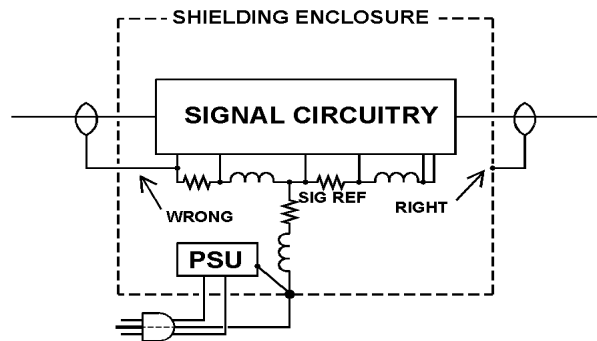 SHIELDING ENCLOSURE
SIGNAL CIRCUITRY
SIG REF
WRONG
RIGHT
PSU